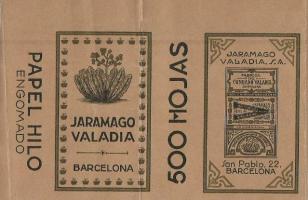 PAPEL HILO
ENGOMADO
JARAMAGO
VALADIA
BARCELONA
500 HOJAS
JARAMAGO
VALADIA, S.A.
San Pablo, 22.
BARCELONA